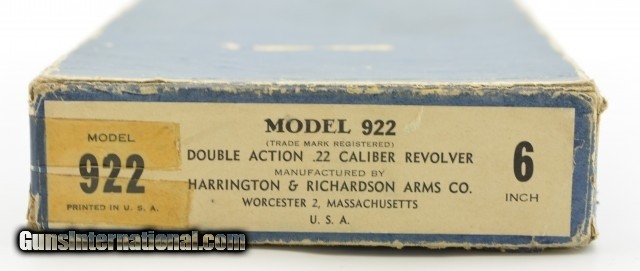 MODEL
922
PRINTED IN U. S. A.
MODEL 922
(TRADE MARK REGISTERED)
DOUBLE ACTION .22 CALIBER REVOLVER
MANUFACTURED BY
HARRINGTON & RICHARDSON ARMS CO.
WORCESTER 2, MASSACHUSETTS
U. S. A.
6
INCH
GunsInternational.com